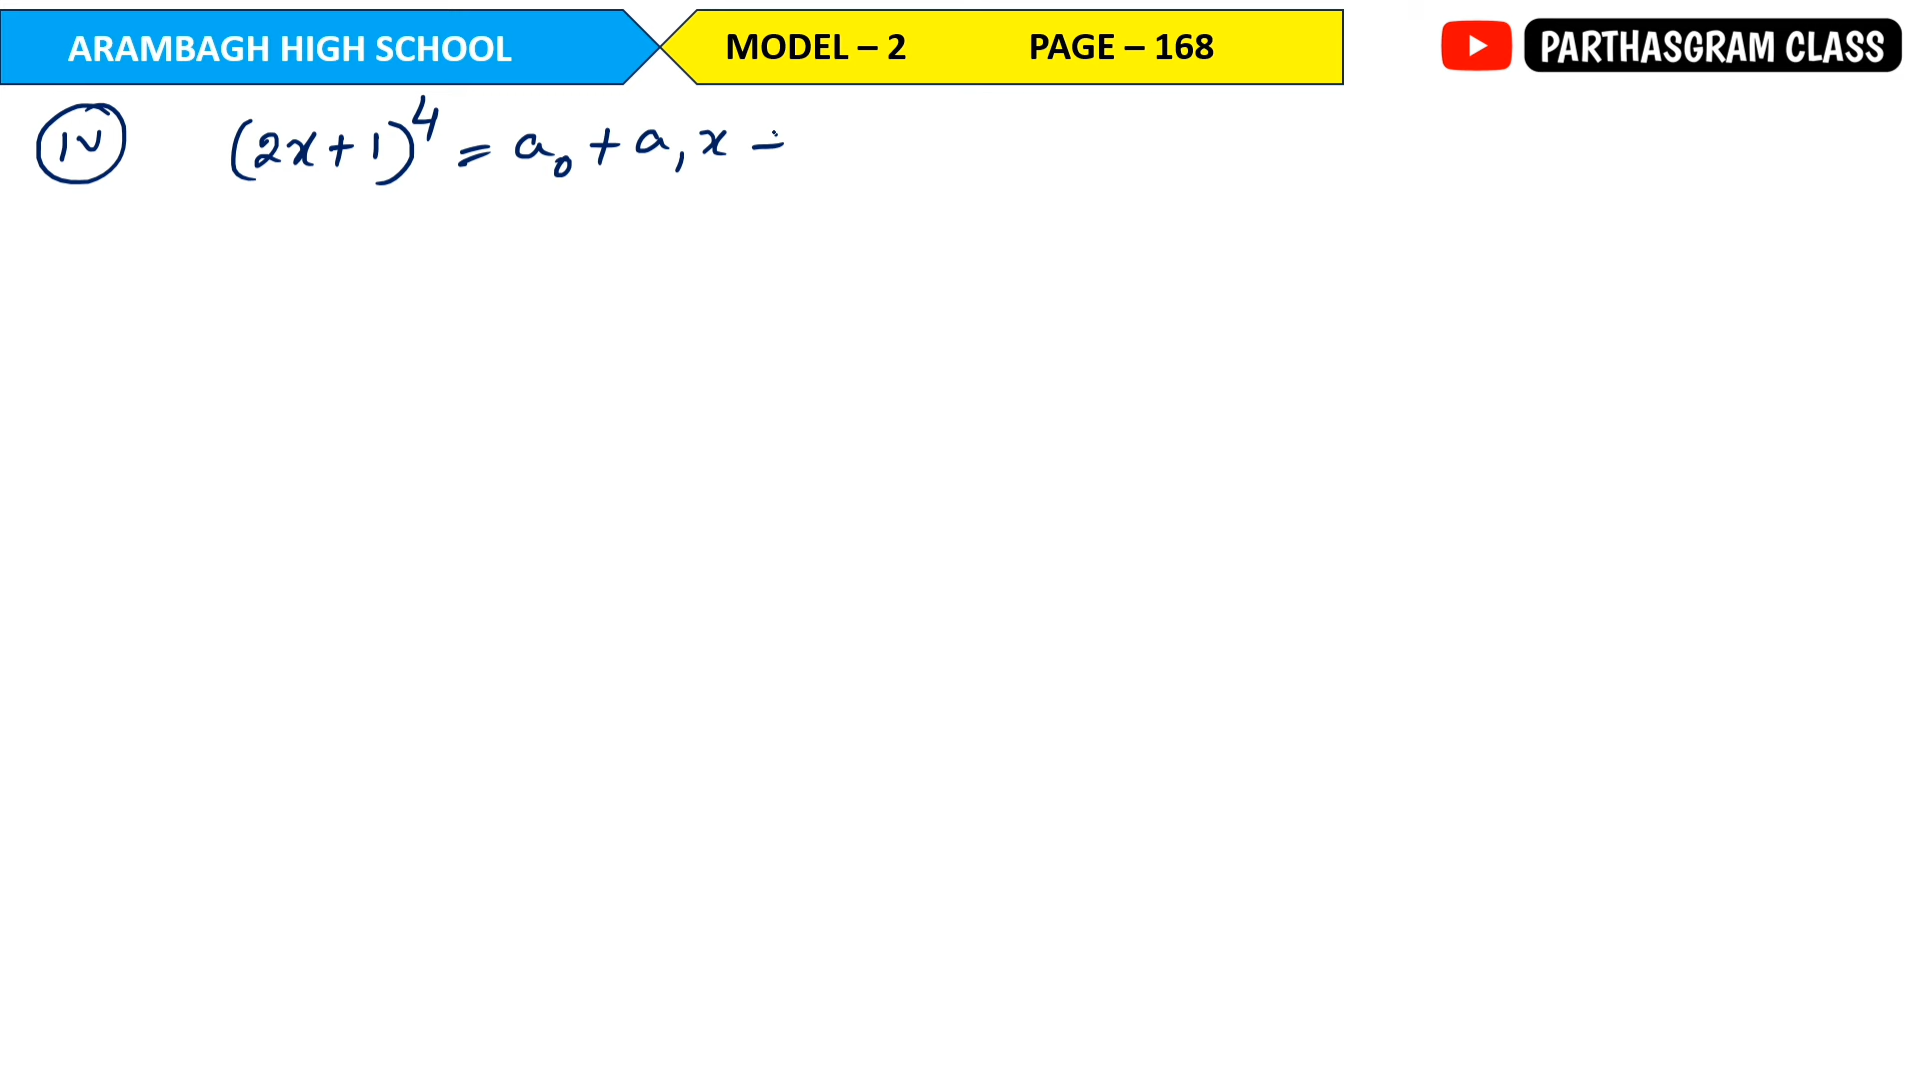 ARAMBAGH HIGH SCHOOL
MODEL – 2 PAGE – 168
PARTHASGRAM CLASS
IV (2x+1)⁴ = a₀ + a₁x -